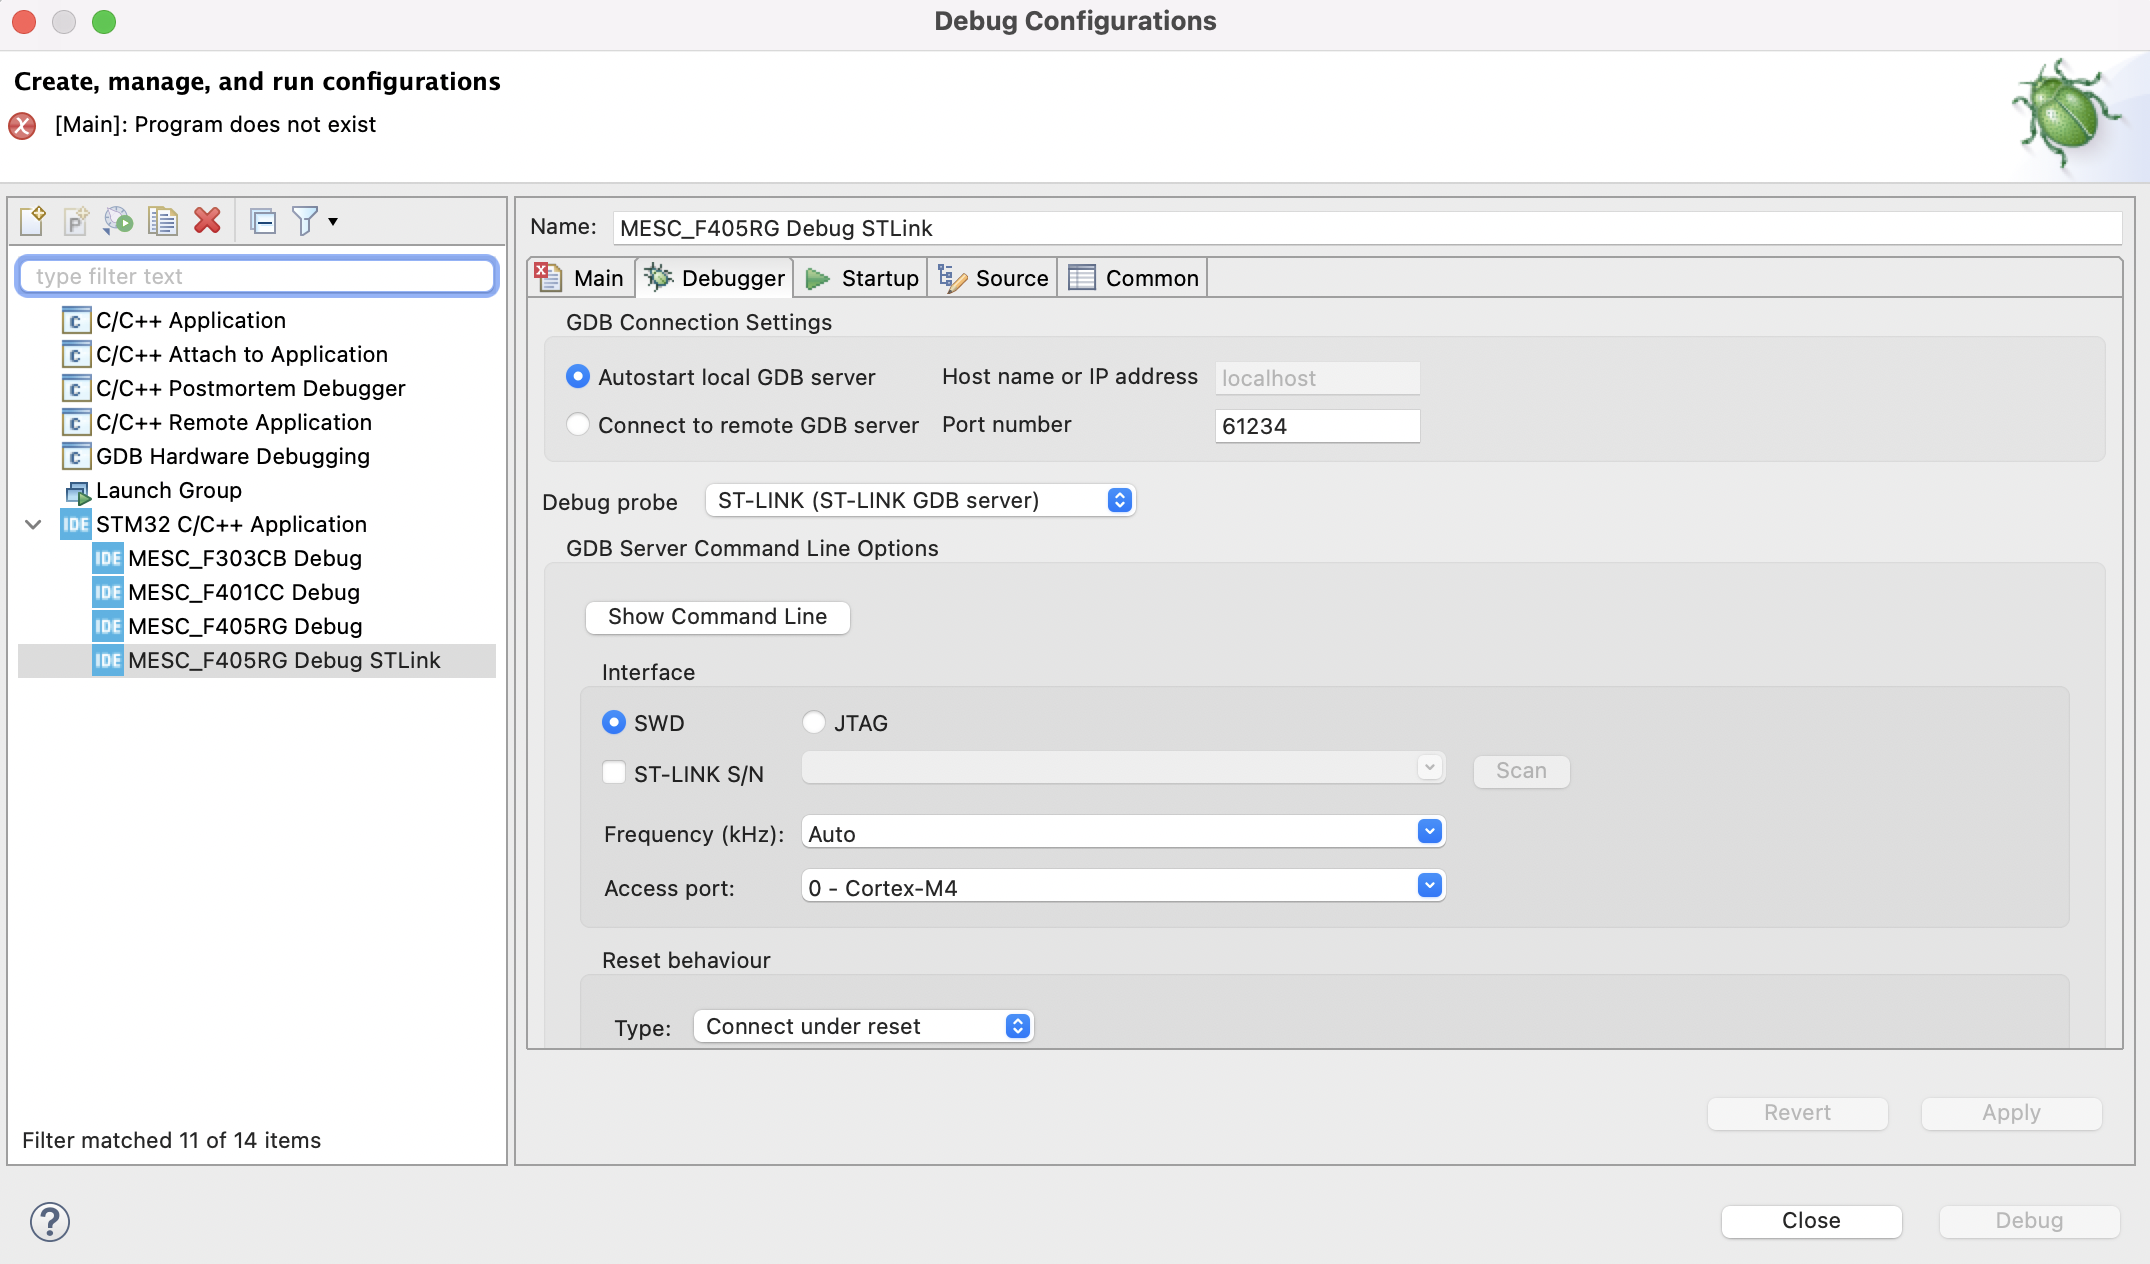 Debug Configurations
Create, manage, and run configurations
[Main]: Program does not exist
type filter text
C/C++ Application
C/C++ Attach to Application
C/C++ Postmortem Debugger
C/C++ Remote Application
GDB Hardware Debugging
Launch Group
IDE STM32 C/C++ Application
IDE MESC_F303CB Debug
IDE MESC_F401CC Debug
IDE MESC_F405RG Debug
IDE MESC_F405RG Debug STLink
Filter matched 11 of 14 items
Name: MESC_F405RG Debug STLink
Main Debugger Startup Source Common
GDB Connection Settings
Autostart local GDB server Host name or IP address localhost
Connect to remote GDB server Port number 61234
Debug probe ST-LINK (ST-LINK GDB server)
GDB Server Command Line Options
Show Command Line
Interface
SWD JTAG
ST-LINK S/N Scan
Frequency (kHz): Auto
Access port: 0 - Cortex-M4
Reset behaviour
Type: Connect under reset
Revert Apply
? Close Debug